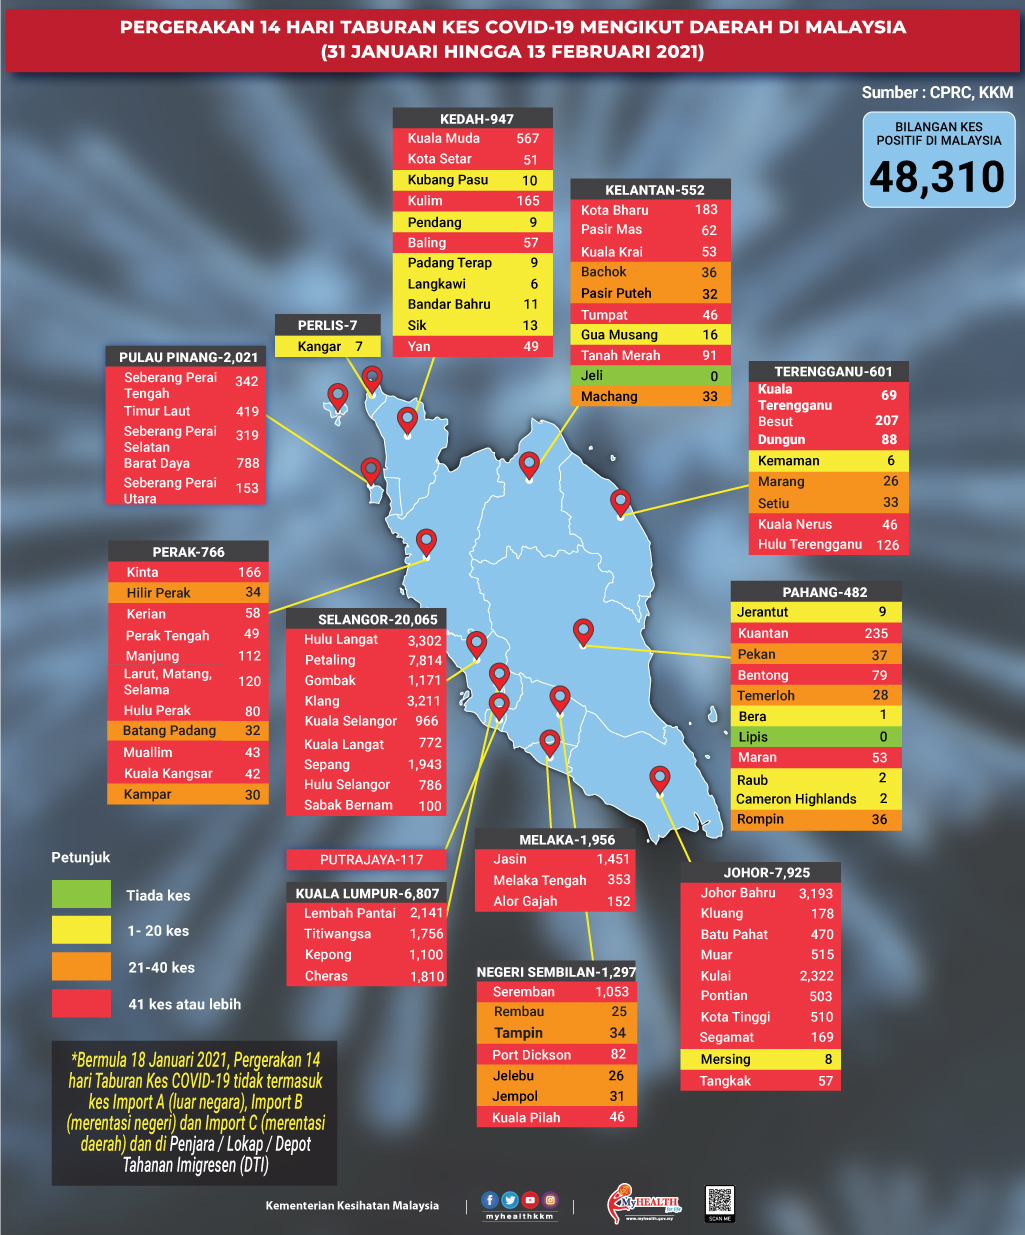 PERGERAKAN 14 HARI TABURAN KES COVID-19 MENGIKUT DAERAH DI MALAYSIA
(31 JANUARI HINGGA 13 FEBRUARI 2021)
Sumber : CPRC, KKM
BILANGAN KES
POSITIF DI MALAYSIA
48,310
KEDAH-947
Kuala Muda 567
Kota Setar 51
Kubang Pasu 10
Kulim 165
Pendang 9
Baling 57
Padang Terap 9
Langkawi 6
Bandar Bahru 11
Sik 13
Yan 49
KELANTAN-552
Kota Bharu 183
Pasir Mas 62
Kuala Krai 53
Bachok 36
Pasir Puteh 32
Tumpat 46
Gua Musang 16
Tanah Merah 91
Jeli 0
Machang 33
PERLIS-7
Kangar 7
PULAU PINANG-2,021
Seberang Perai
Tengah 342
Timur Laut 419
Seberang Perai
Selatan 319
Barat Daya 788
Seberang Perai
Utara 153
TERENGGANU-601
Kuala
Terengganu 69
Besut 207
Dungun 88
Kemaman 6
Marang 26
Setiu 33
Kuala Nerus 46
Hulu Terengganu 126
PERAK-766
Kinta 166
Hilir Perak 34
Kerian 58
Perak Tengah 49
Manjung 112
Larut, Matang,
Selama 120
Hulu Perak 80
Batang Padang 32
Muallim 43
Kuala Kangsar 42
Kampar 30
SELANGOR-20,065
Hulu Langat 3,302
Petaling 7,814
Gombak 1,171
Klang 3,211
Kuala Selangor 966
Kuala Langat 772
Sepang 1,943
Hulu Selangor 786
Sabak Bernam 100
PAHANG-482
Jerantut 9
Kuantan 235
Pekan 37
Bentong 79
Temerloh 28
Bera 1
Lipis 0
Maran 53
Raub 2
Cameron Highlands 2
Rompin 36
PUTRAJAYA-117
KUALA LUMPUR-6,807
Lembah Pantai 2,141
Titiwangsa 1,756
Kepong 1,100
Cheras 1,810
MELAKA-1,956
Jasin 1,451
Melaka Tengah 353
Alor Gajah 152
NEGERI SEMBILAN-1,297
Seremban 1,053
Rembau 25
Tampin 34
Port Dickson 82
Jelebu 26
Jempol 31
Kuala Pilah 46
JOHOR-7,925
Johor Bahru 3,193
Kluang 178
Batu Pahat 470
Muar 515
Kulai 2,322
Pontian 503
Kota Tinggi 510
Segamat 169
Mersing 8
Tangkak 57
Petunjuk
Tiada kes
1- 20 kes
21-40 kes
41 kes atau lebih
*Bermula 18 Januari 2021, Pergerakan 14
hari Taburan Kes COVID-19 tidak termasuk
kes Import A (luar negara), Import B
(merentasi negeri) dan Import C (merentasi
daerah) dan di Penjara / Lokap / Depot
Tahanan Imigresen (DTI)
Kementerian Kesihatan Malaysia
myhealthkkm
MyHEALTH
for life
www.myhealth.gov.my
SCAN ME